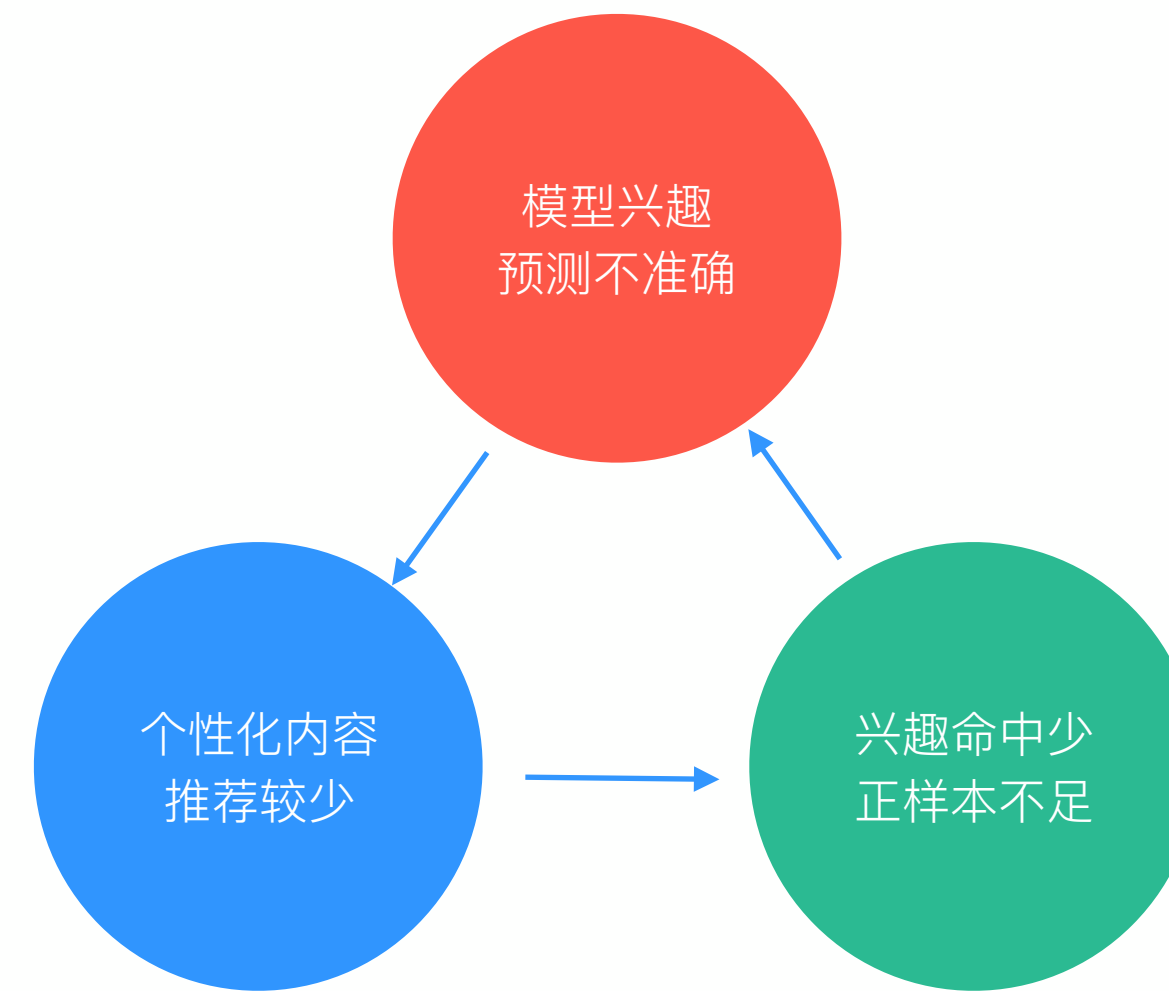 模型兴趣
预测不准确
个性化内容
推荐较少
兴趣命中少
正样本不足